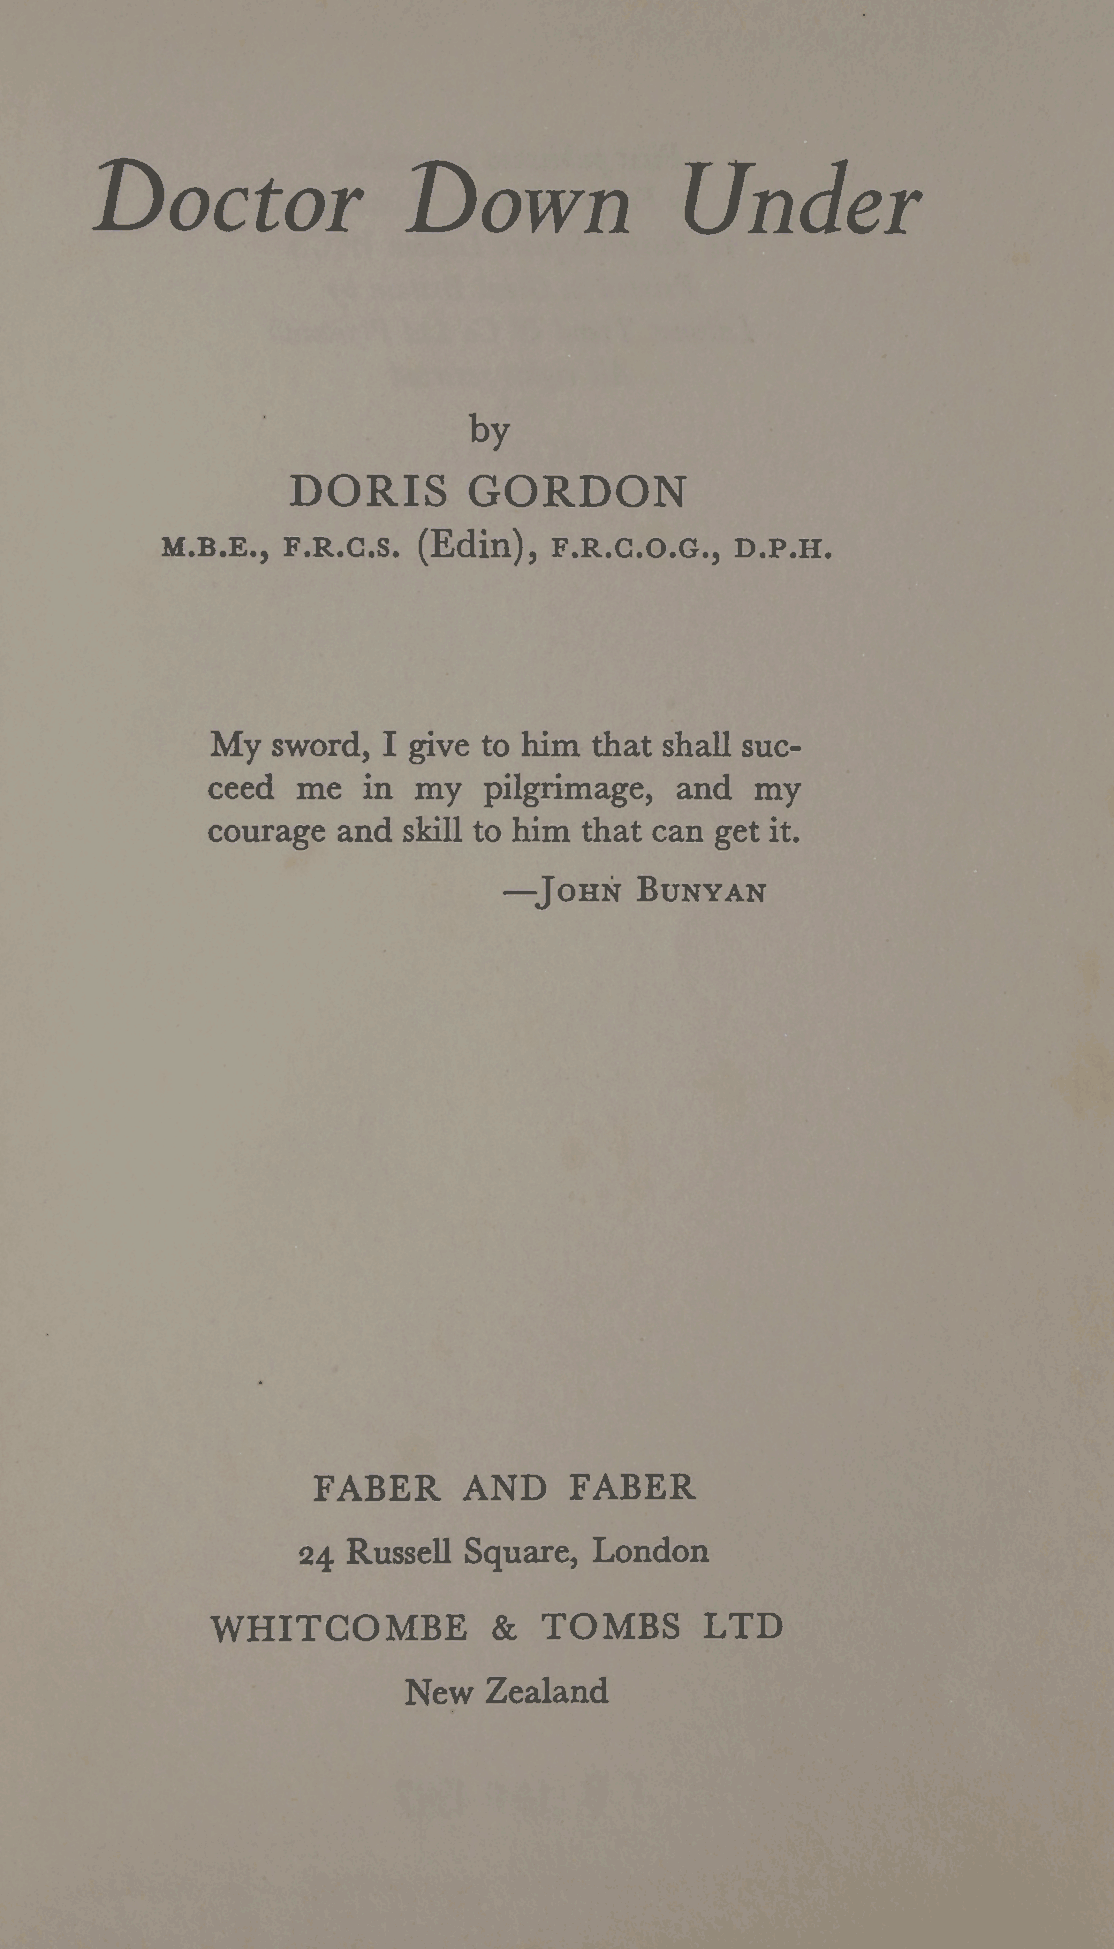 Doctor Down Under
by
DORIS GORDON
M.B.E., F.R.C.S. (Edin), F.R.C.O.G., D.P.H.
My sword, I give to him that shall suc-
ceed me in my pilgrimage, and my
courage and skill to him that can get it.
—JOHN BUNYAN
FABER AND FABER
24 Russell Square, London
WHITCOMBE & TOMBS LTD
New Zealand